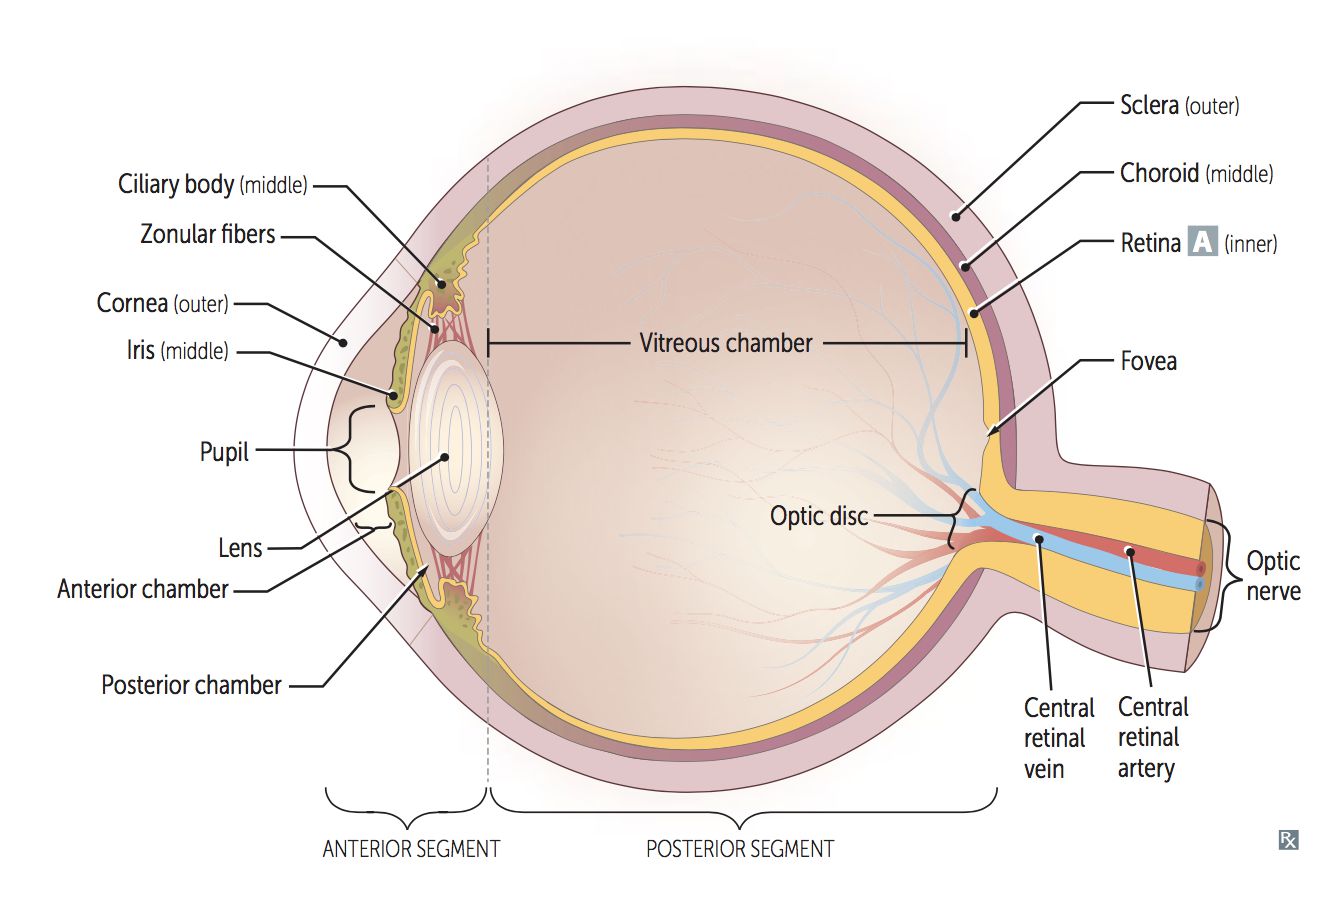 Ciliary body (middle)
Zonular fibers
Cornea (outer)
Iris (middle)
Pupil
Lens
Anterior chamber
Posterior chamber
Sclera (outer)
Choroid (middle)
Retina A (inner)
Vitreous chamber
Fovea
Optic disc
Optic
nerve
Central
retinal
vein
Central
retinal
artery
ANTERIOR SEGMENT
POSTERIOR SEGMENT
RX